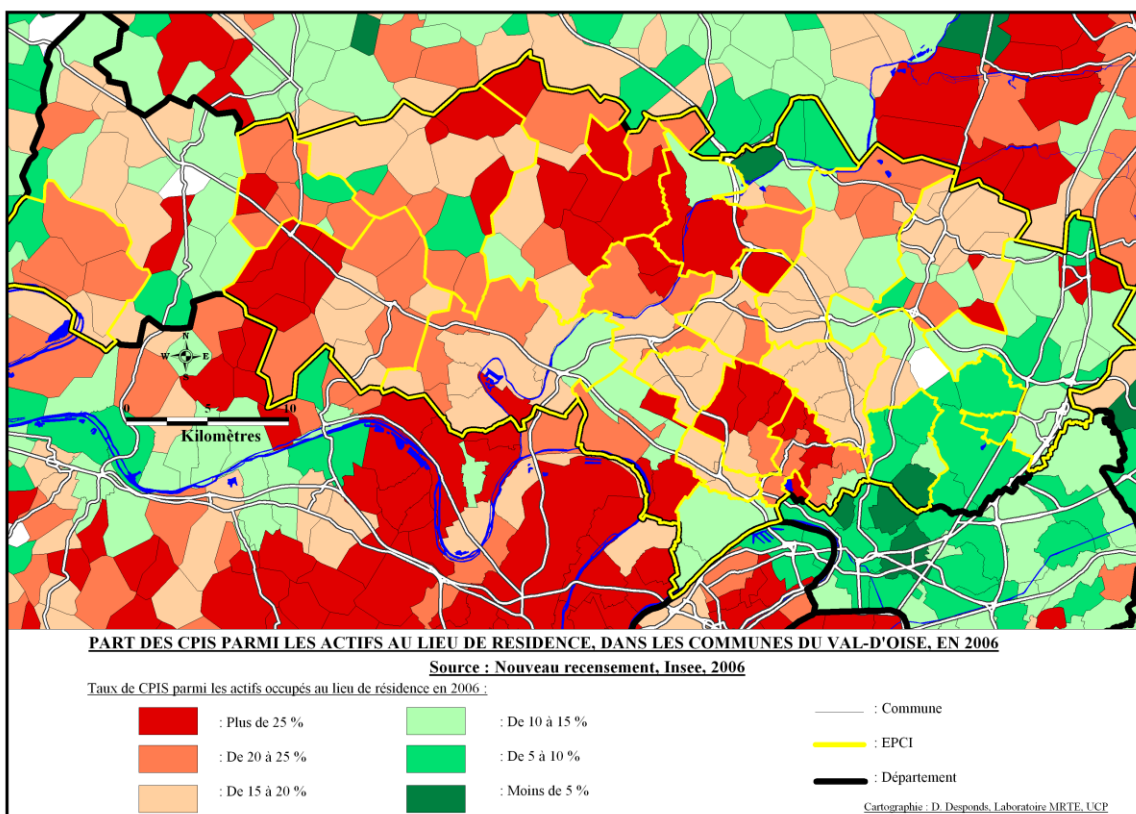 N
W E
S
0 5 10
Kilomètres
PART DES CPIS PARMI LES ACTIFS AU LIEU DE RESIDENCE, DANS LES COMMUNES DU VAL-D'OISE, EN 2006
Source : Nouveau recensement, Insee, 2006
Taux de CPIS parmi les actifs occupés au lieu de résidence en 2006 :
: Plus de 25 %
: De 20 à 25 %
: De 15 à 20 %
: De 10 à 15 %
: De 5 à 10 %
: Moins de 5 %
: Commune
: EPCI
: Département
Cartographie : D. Desponds, Laboratoire MRTE, UCP